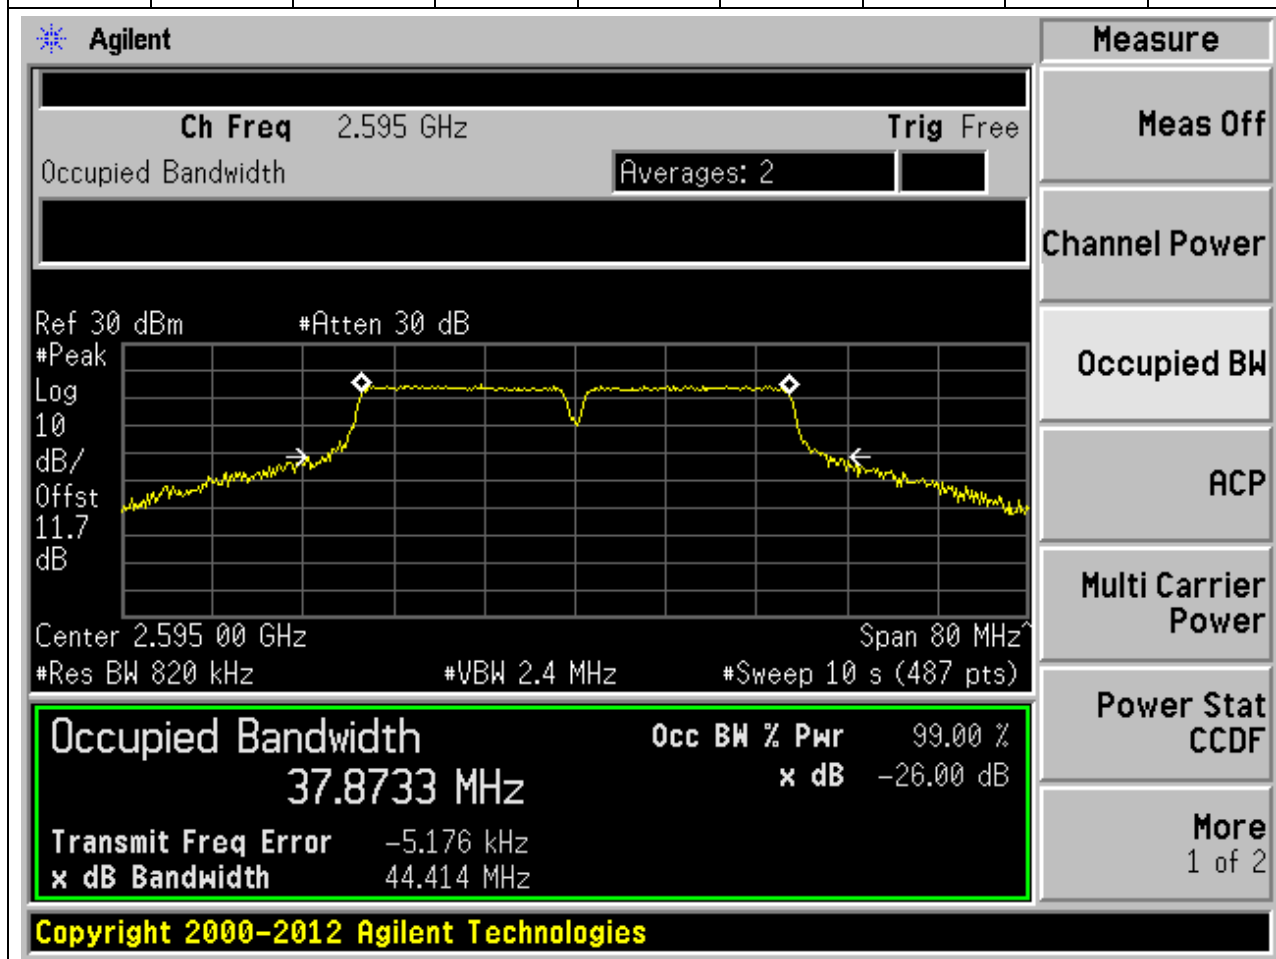 Agilent
Measure
Ch Freq 2.595 GHz Trig Free
Occupied Bandwidth Averages: 2
Ref 30 dBm #Atten 30 dB
#Peak
Log
10
dB/
Offst
11.7
dB
Center 2.595 00 GHz Span 80 MHz^
#Res BW 820 kHz #VBW 2.4 MHz #Sweep 10 s (487 pts)
Occupied Bandwidth Occ BW % Pwr 99.00 %
37.8733 MHz x dB -26.00 dB
Transmit Freq Error -5.176 kHz
x dB Bandwidth 44.414 MHz
Meas Off
Channel Power
Occupied BW
ACP
Multi Carrier
Power
Power Stat
CCDF
More
1 of 2
Copyright 2000-2012 Agilent Technologies